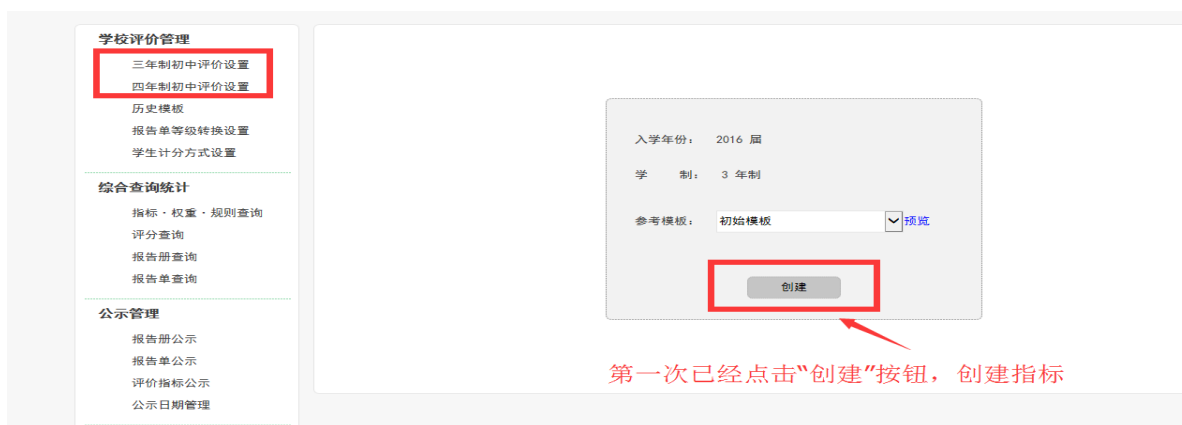 学校评价管理
三年制初中评价设置
四年制初中评价设置
历史模板
报告单等级转换设置
学生计分方式设置
综合查询统计
指标·权重·规则查询
评分查询
报告册查询
报告单查询
公示管理
报告册公示
报告单公示
评价指标公示
公示日期管理
入学年份： 2016 届
学 制： 3 年制
参考模板： 初始模板 预览
创建
第一次已经点击“创建”按钮，创建指标